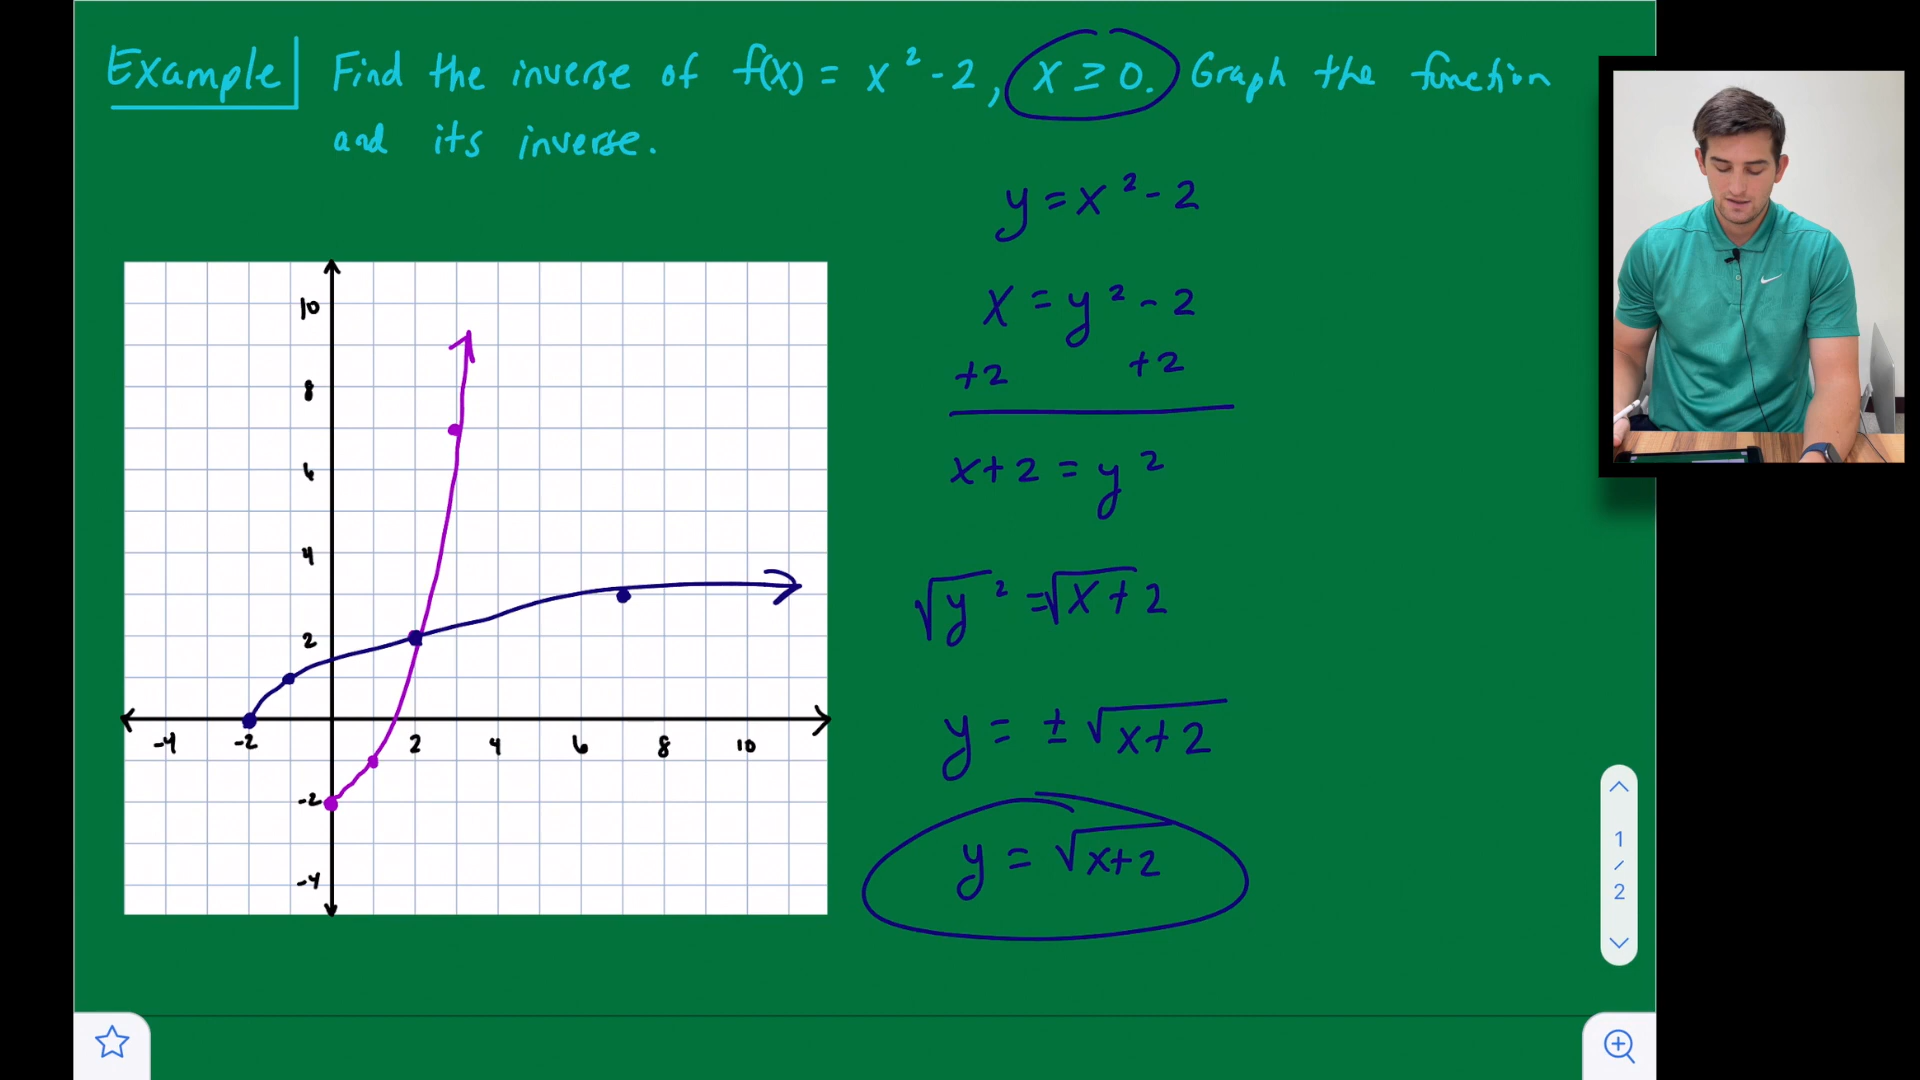 Example Find the inverse of f(x) = x² - 2, x ≥ 0. Graph the function
and its inverse.
y = x² - 2
x = y² - 2
+2 +2
x + 2 = y²
√y² = √x + 2
y = ± √x+2
y = √x+2
10
8
6
4
2
-4 -2 2 4 6 8 10
-2
-4
1
/
2